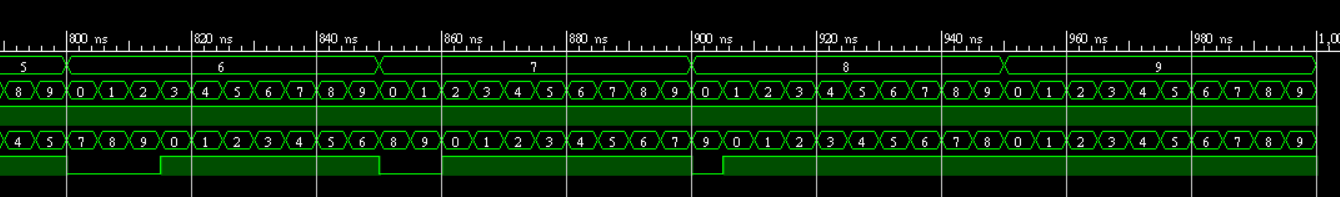 800 ns 820 ns 840 ns 860 ns 880 ns 900 ns 920 ns 940 ns 960 ns 980 ns 1,00
5 6 7 8 9
8 9 0 1 2 3 4 5 6 7 8 9 0 1 2 3 4 5 6 7 8 9 0 1 2 3 4 5 6 7 8 9 0 1 2 3 4 5 6 7 8 9
4 5 7 8 9 0 1 2 3 4 5 6 8 9 0 1 2 3 4 5 6 7 9 0 1 2 3 4 5 6 7 8 0 1 2 3 4 5 6 7 8 9